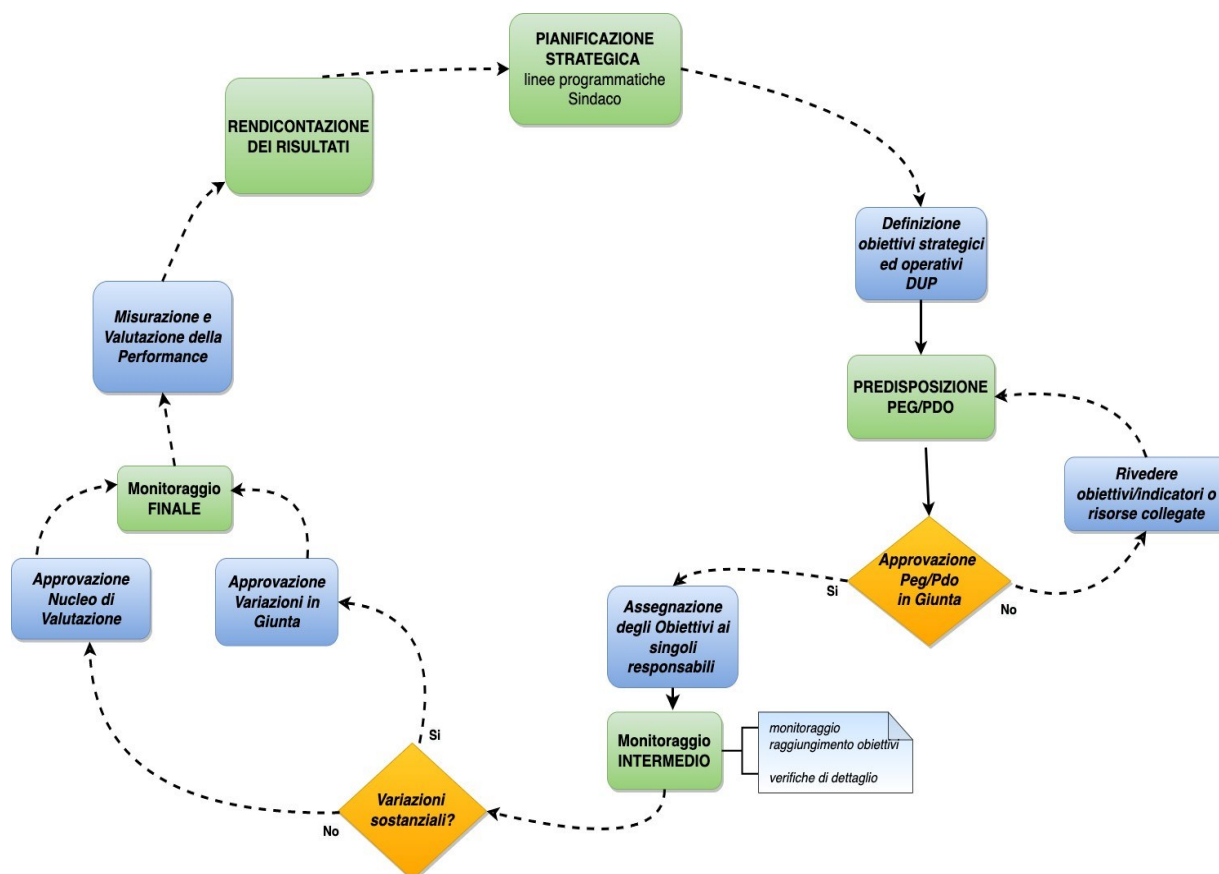 PIANIFICAZIONE
STRATEGICA
linee programmatiche
Sindaco
RENDICONTAZIONE
DEI RISULTATI
Definizione
obiettivi strategici
ed operativi
DUP
Misurazione e
Valutazione della
Performance
PREDISPOSIZIONE
PEG/PDO
Rivedere
obiettivi/indicatori o
risorse collegate
Monitoraggio
FINALE
Approvazione
Peg/Pdo
in Giunta
Si
No
Approvazione
Nucleo di
Valutazione
Approvazione
Variazioni in
Giunta
Assegnazione
degli Obiettivi ai
singoli
responsabili
Monitoraggio
INTERMEDIO
monitoraggio
raggiungimento obiettivi
verifiche di dettaglio
Si
Variazioni
sostanziali?
No